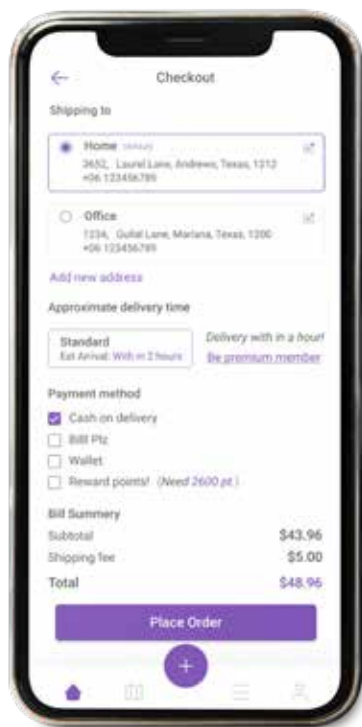 Checkout
Shipping to
Home (default)
3652, Laurel Lane, Andrews, Texas, 1312
+06 123456789
Office
1234, Guliat Lane, Mariana, Texas, 1200
+06 123456789
Add new address
Approximate delivery time
Standard
Est Arrival: With in 2 hours
Delivery with in a hour!
Be premium member
Payment method
Cash on delivery
Billl Plz
Wallet
Reward points! (Need 2600 pt.)
Bill Summery
Subtotal $43.96
Shipping fee $5.00
Total $48.96
Place Order
+